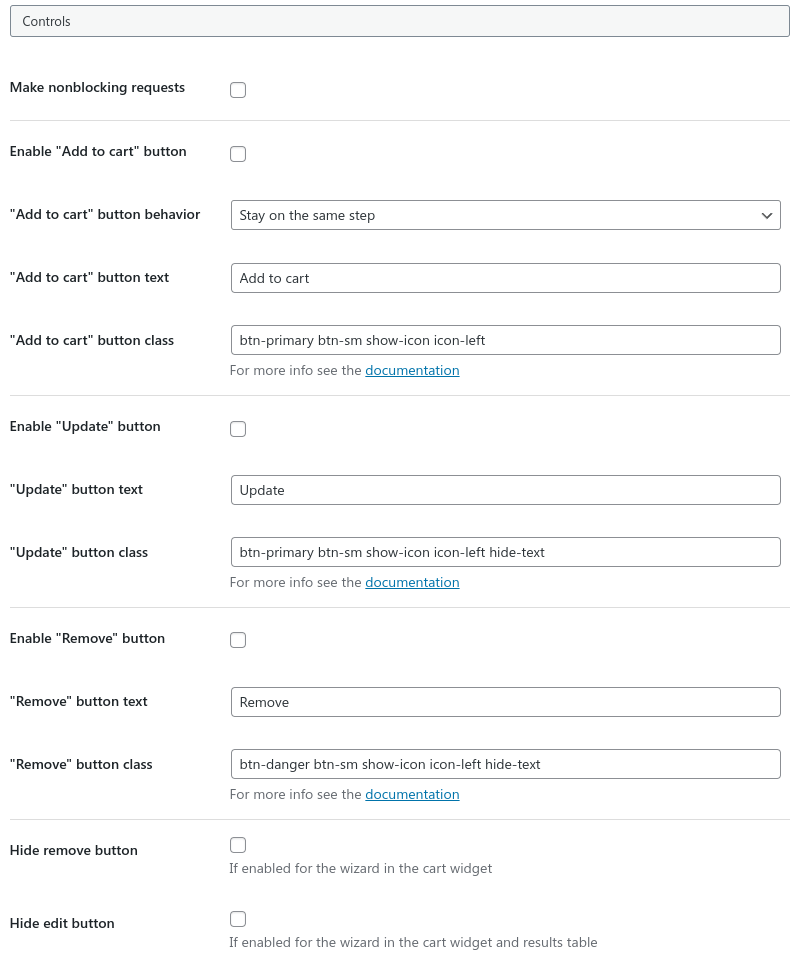 Controls
Make nonblocking requests
Enable "Add to cart" button
"Add to cart" button behavior
Stay on the same step
"Add to cart" button text
Add to cart
"Add to cart" button class
btn-primary btn-sm show-icon icon-left
For more info see the documentation
Enable "Update" button
"Update" button text
Update
"Update" button class
btn-primary btn-sm show-icon icon-left hide-text
For more info see the documentation
Enable "Remove" button
"Remove" button text
Remove
"Remove" button class
btn-danger btn-sm show-icon icon-left hide-text
For more info see the documentation
Hide remove button
If enabled for the wizard in the cart widget
Hide edit button
If enabled for the wizard in the cart widget and results table